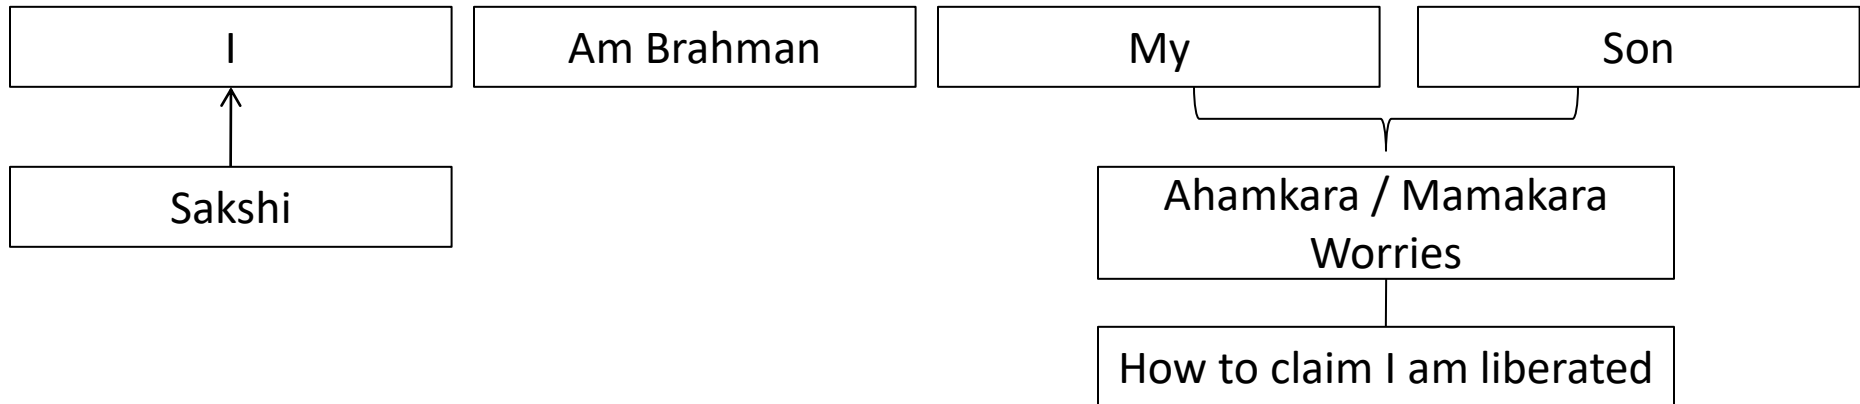 I
Am Brahman
My
Son
Sakshi
Ahamkara / Mamakara
Worries
How to claim I am liberated